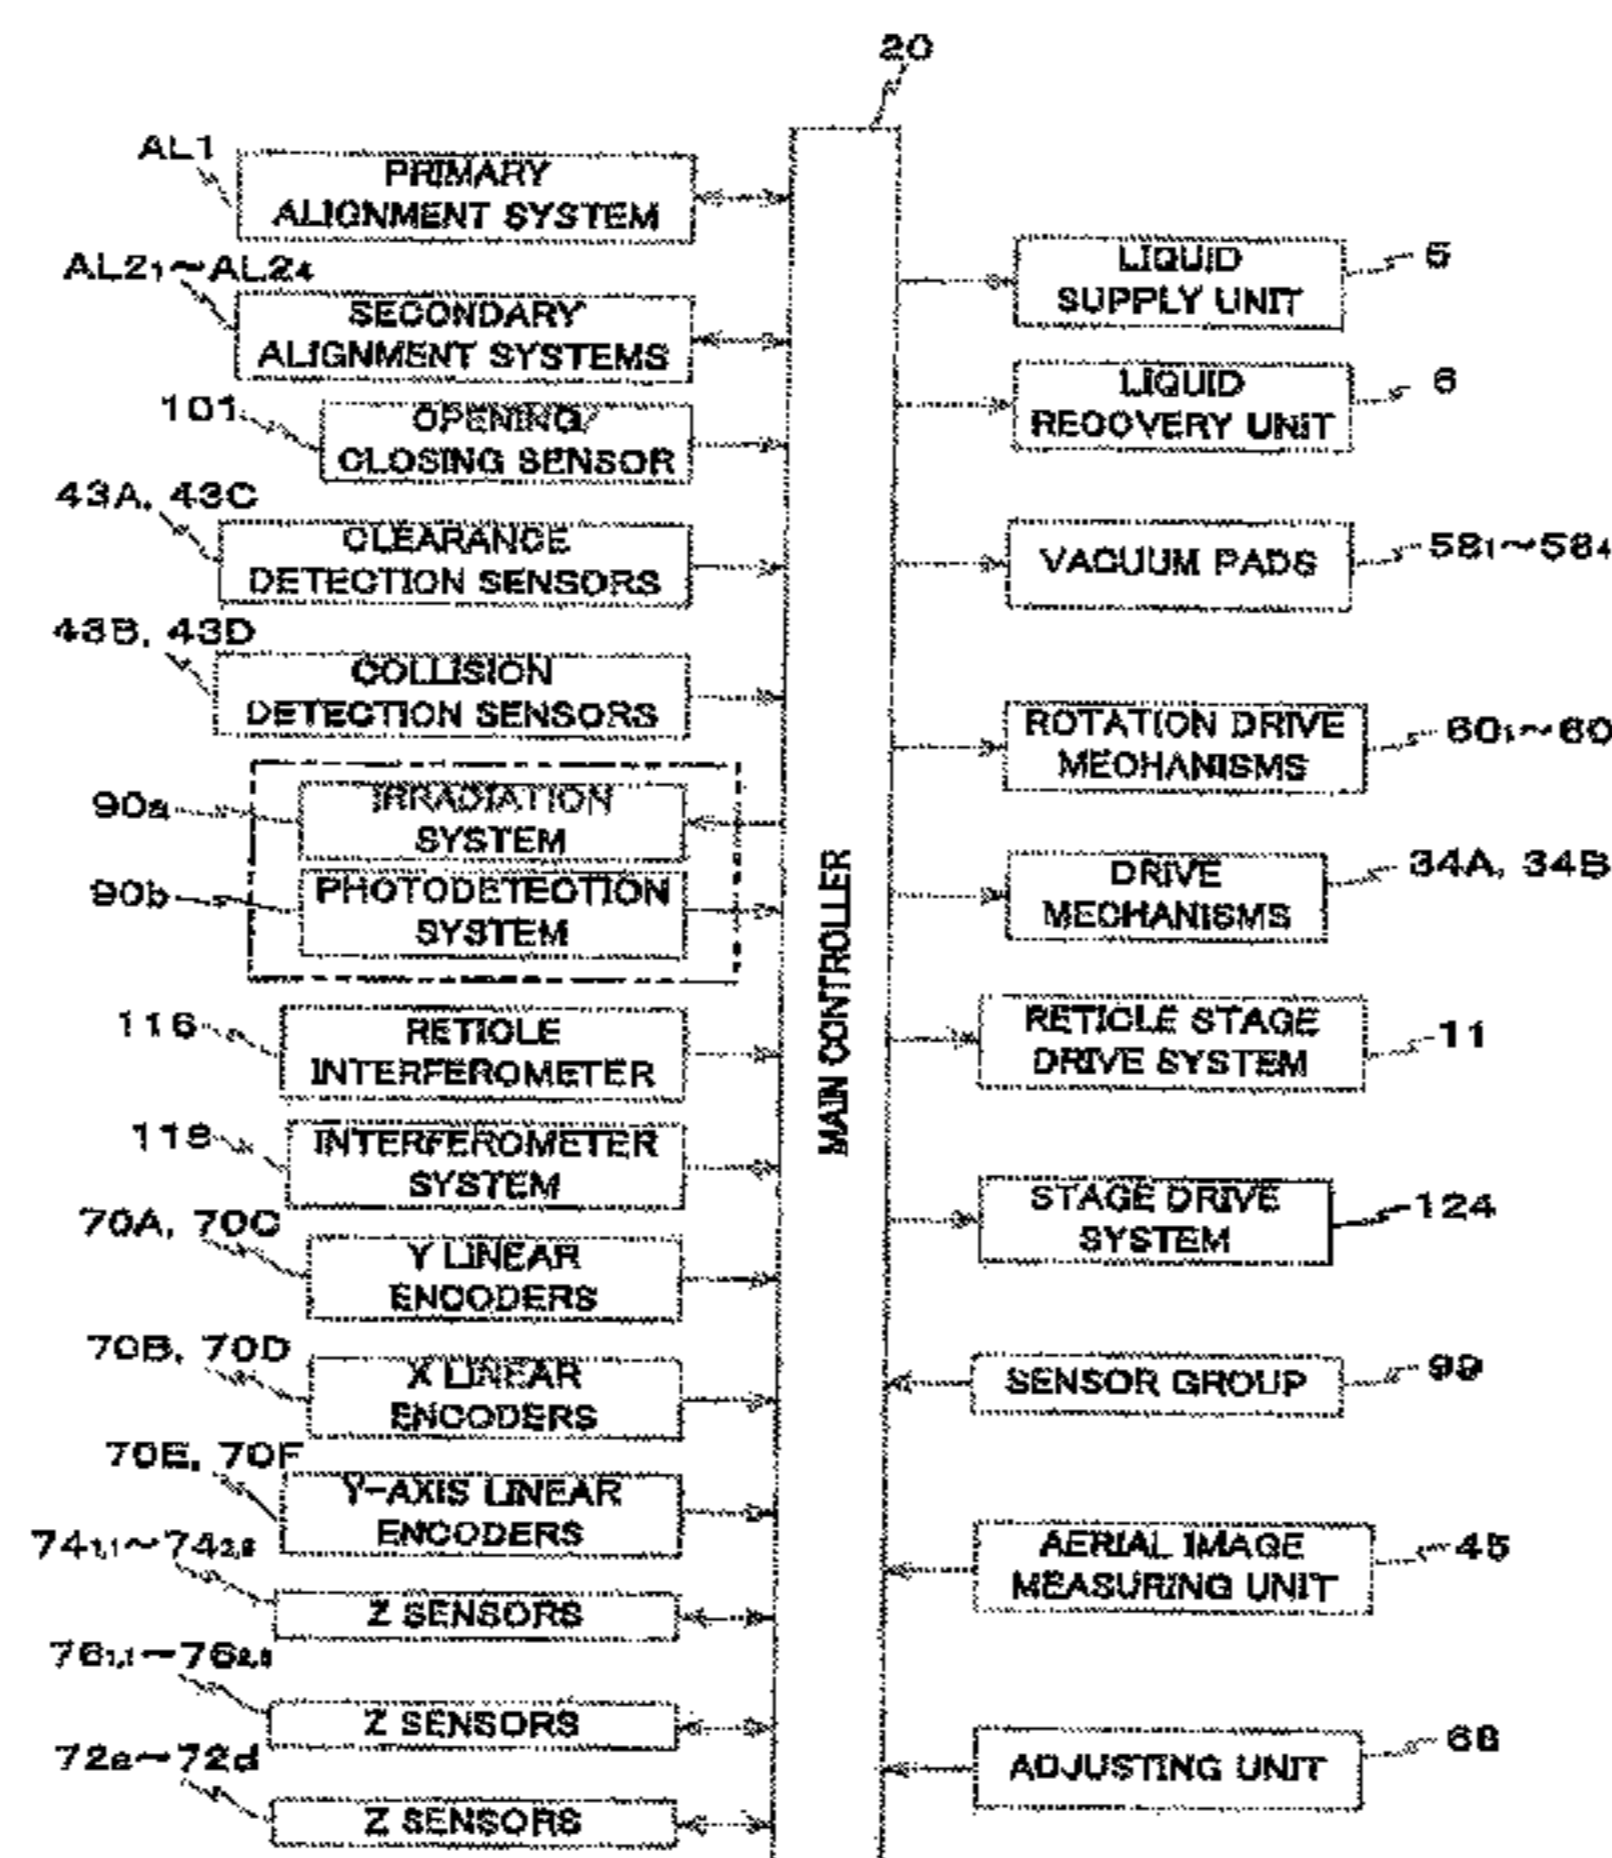 20
AL1
PRIMARY
ALIGNMENT SYSTEM
AL2₁~AL2₄
SECONDARY
ALIGNMENT SYSTEMS
101
OPENING/
CLOSING SENSOR
43A, 43C
CLEARANCE
DETECTION SENSORS
43B, 43D
COLLISION
DETECTION SENSORS
90a
IRRADIATION
SYSTEM
90b
PHOTODETECTION
SYSTEM
116
RETICLE
INTERFEROMETER
118
INTERFEROMETER
SYSTEM
70A, 70C
Y LINEAR
ENCODERS
70B, 70D
X LINEAR
ENCODERS
70E, 70F
Y-AXIS LINEAR
ENCODERS
Z SENSORS
Z SENSORS
Z SENSORS
MAIN CONTROLLER
LIQUID
SUPPLY UNIT
5
LIQUID
RECOVERY UNIT
6
VACUUM PADS
58₁~58₄
ROTATION DRIVE
MECHANISMS
60₁~60
DRIVE
MECHANISMS
34A, 34B
RETICLE STAGE
DRIVE SYSTEM
11
STAGE DRIVE
SYSTEM
124
SENSOR GROUP
99
AERIAL IMAGE
MEASURING UNIT
45
ADJUSTING UNIT
68